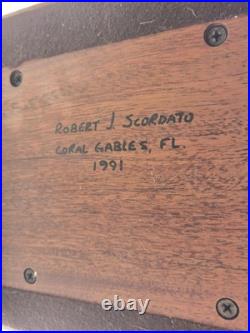 ROBERT J. SCORDATO
CORAL GABLES, FL.
1991